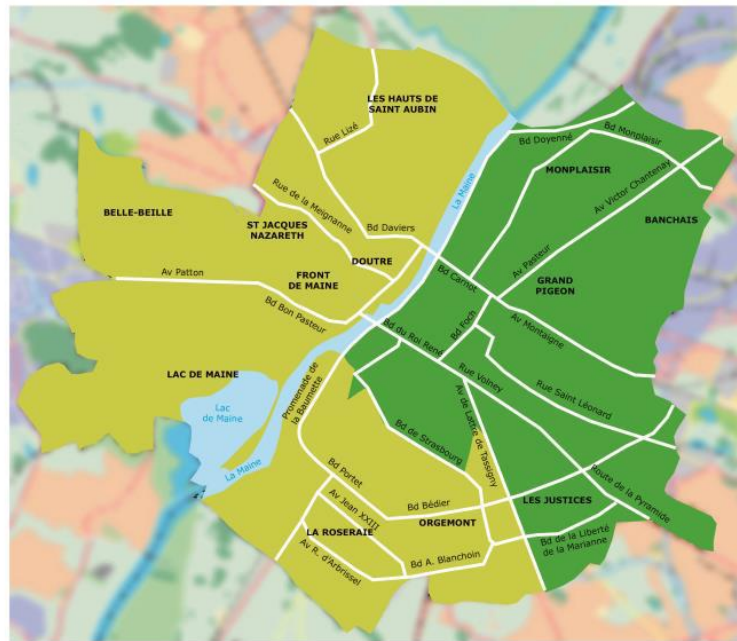 LES HAUTS DE
SAINT AUBIN
Rue Lizé
Bd Doyenné
Bd Monplaisir
MONPLAISIR
Av Victor Chantenay
La Maine
BELLE-BEILLE
Rue de la Meignanne
ST JACQUES
NAZARETH
Bd Daviers
BANCHAIS
DOUTRE
Av Pasteur
FRONT
DE MAINE
Av Patton
Bd Carnot
GRAND
PIGEON
Bd Bon Pasteur
Bd du Roi René
Bd Foch
Av Montaigne
LAC DE MAINE
Promenade de
la Baumette
Rue Volney
Rue Saint Léonard
Lac
de Maine
Av de Lattre de Tassigny
Bd de Strasbourg
La Maine
Bd Portet
Route de la Pyramide
Av Jean XXIII
Bd Bédier
LES JUSTICES
ORGEMONT
LA ROSERAIE
Bd de la Liberté
de la Marianne
Av R. d'Arbrissel
Bd A. Blanchoin